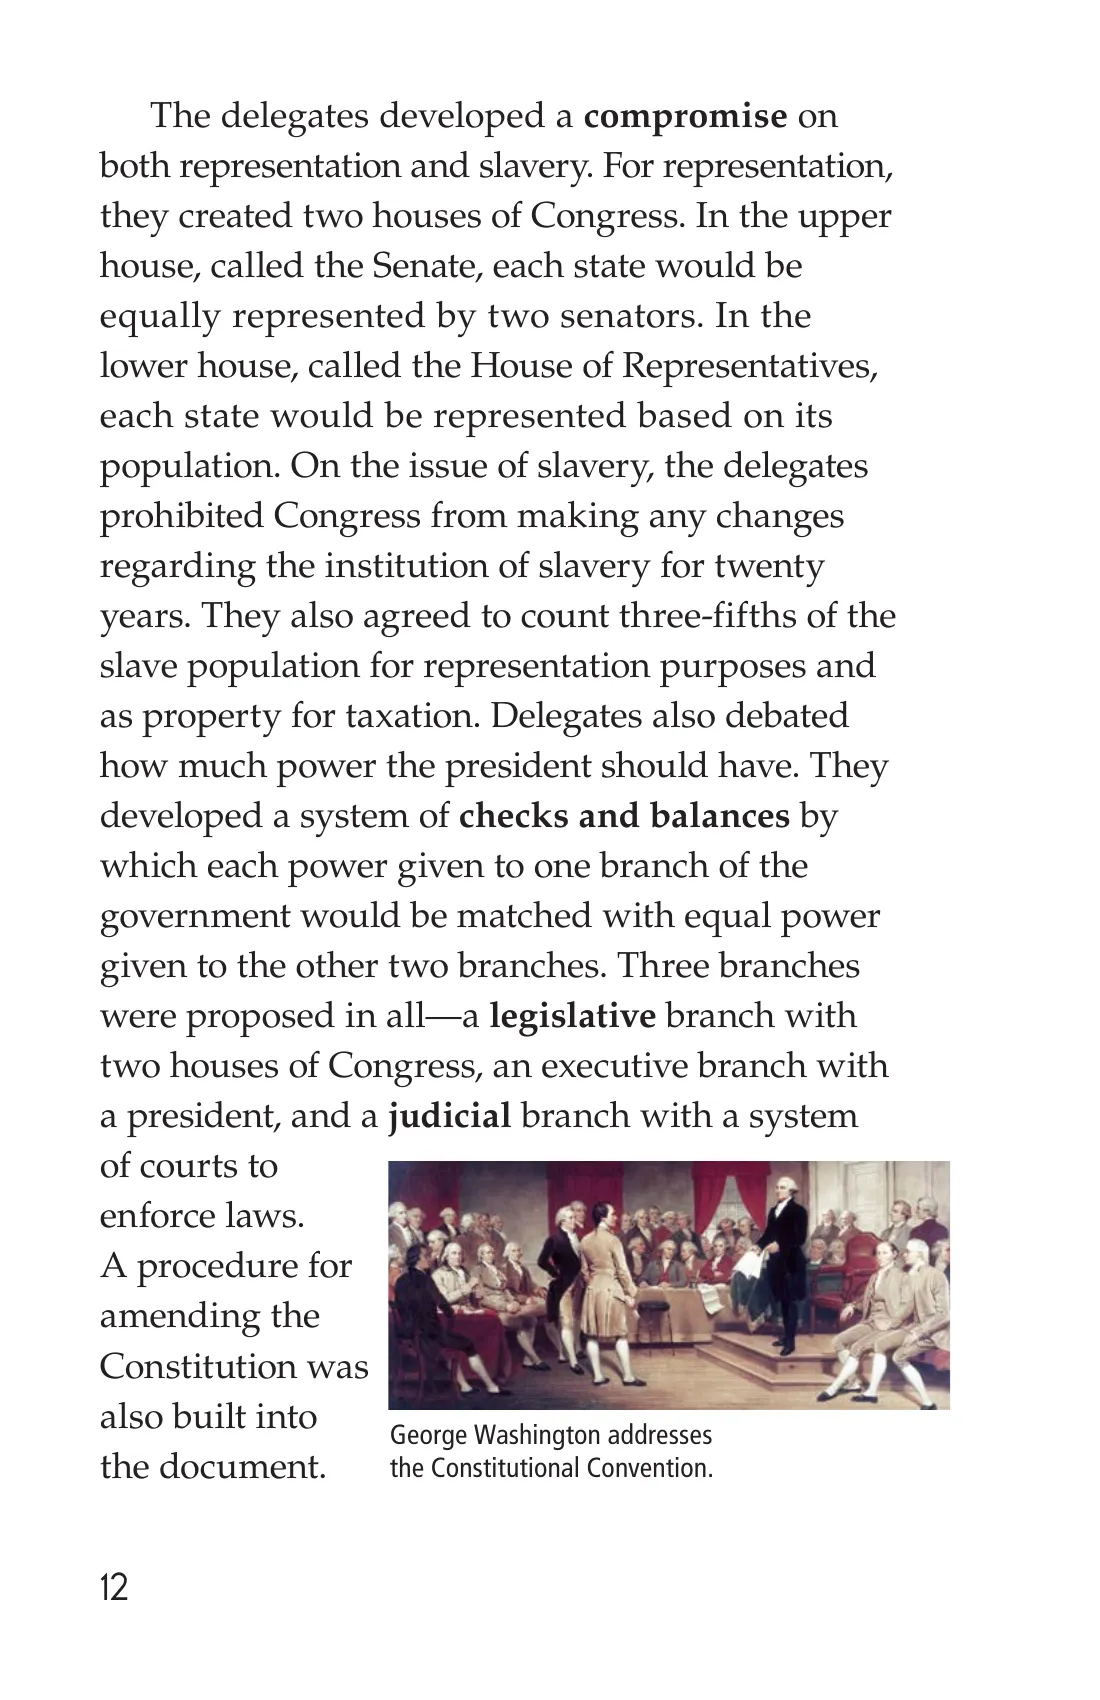 The delegates developed a compromise on
both representation and slavery. For representation,
they created two houses of Congress. In the upper
house, called the Senate, each state would be
equally represented by two senators. In the
lower house, called the House of Representatives,
each state would be represented based on its
population. On the issue of slavery, the delegates
prohibited Congress from making any changes
regarding the institution of slavery for twenty
years. They also agreed to count three-fifths of the
slave population for representation purposes and
as property for taxation. Delegates also debated
how much power the president should have. They
developed a system of checks and balances by
which each power given to one branch of the
government would be matched with equal power
given to the other two branches. Three branches
were proposed in all—a legislative branch with
two houses of Congress, an executive branch with
a president, and a judicial branch with a system
of courts to
enforce laws.
A procedure for
amending the
Constitution was
also built into
the document.
George Washington addresses
the Constitutional Convention.
12